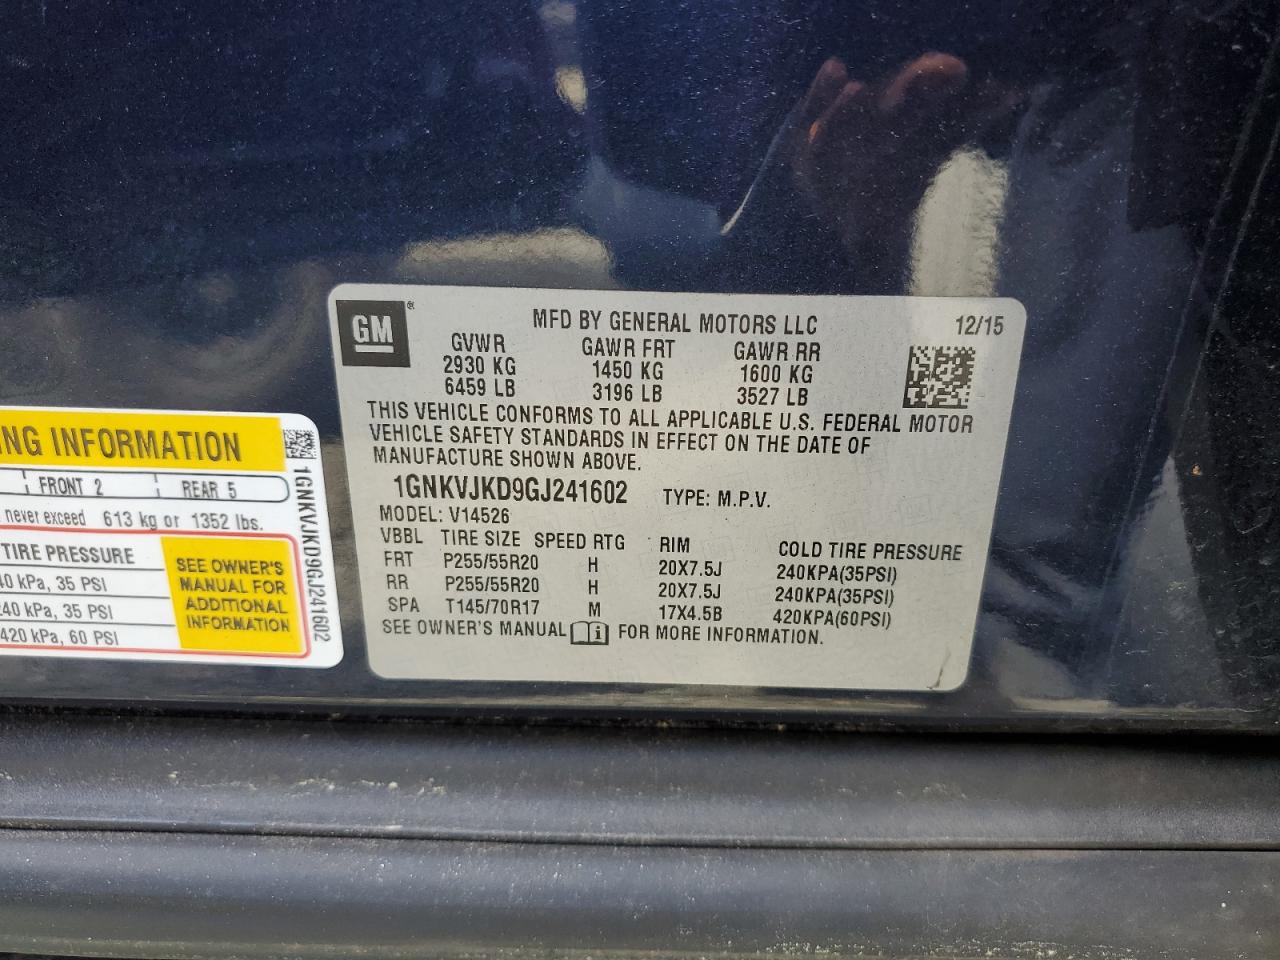 GM®
MFD BY GENERAL MOTORS LLC 12/15
GVWR GAWR FRT GAWR RR
2930 KG 1450 KG 1600 KG
6459 LB 3196 LB 3527 LB
THIS VEHICLE CONFORMS TO ALL APPLICABLE U.S. FEDERAL MOTOR
VEHICLE SAFETY STANDARDS IN EFFECT ON THE DATE OF
MANUFACTURE SHOWN ABOVE.
1GNKVJKD9GJ241602 TYPE: M.P.V.
MODEL: V14526
VBBL TIRE SIZE SPEED RTG RIM COLD TIRE PRESSURE
FRT P255/55R20 H 20X7.5J 240KPA(35PSI)
RR P255/55R20 H 20X7.5J 240KPA(35PSI)
SPA T145/70R17 M 17X4.5B 420KPA(60PSI)
SEE OWNER'S MANUAL FOR MORE INFORMATION.
NG INFORMATION
FRONT 2 REAR 5
never exceed 613 kg or 1352 lbs.
TIRE PRESSURE
40 kPa, 35 PSI
240 kPa, 35 PSI
420 kPa, 60 PSI
SEE OWNER'S
MANUAL FOR
ADDITIONAL
INFORMATION
1GNKVJKD9GJ241602